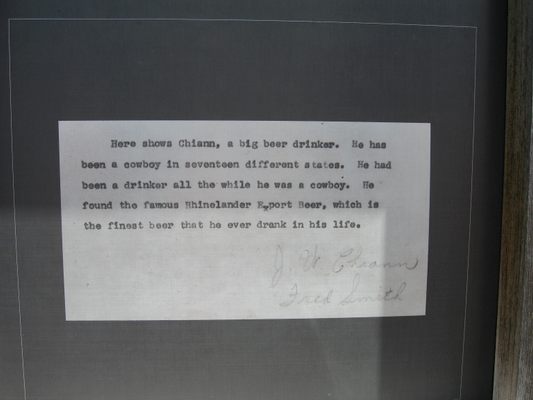 Here shows Chiann, a big beer drinker. He has
been a cowboy in seventeen different states. He had
been a drinker all the while he was a cowboy. He
found the famous Rhinelander Export Beer, which is
the finest beer that he ever drank in his life.
J. W. Chiann
Fred Smith